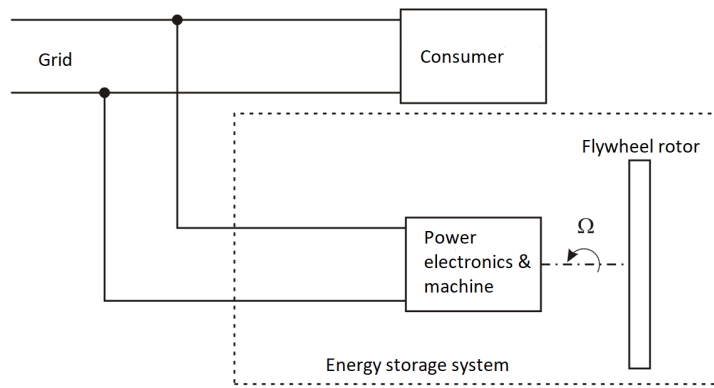 Grid
Consumer
Flywheel rotor
Ω
Power
electronics &
machine
Energy storage system